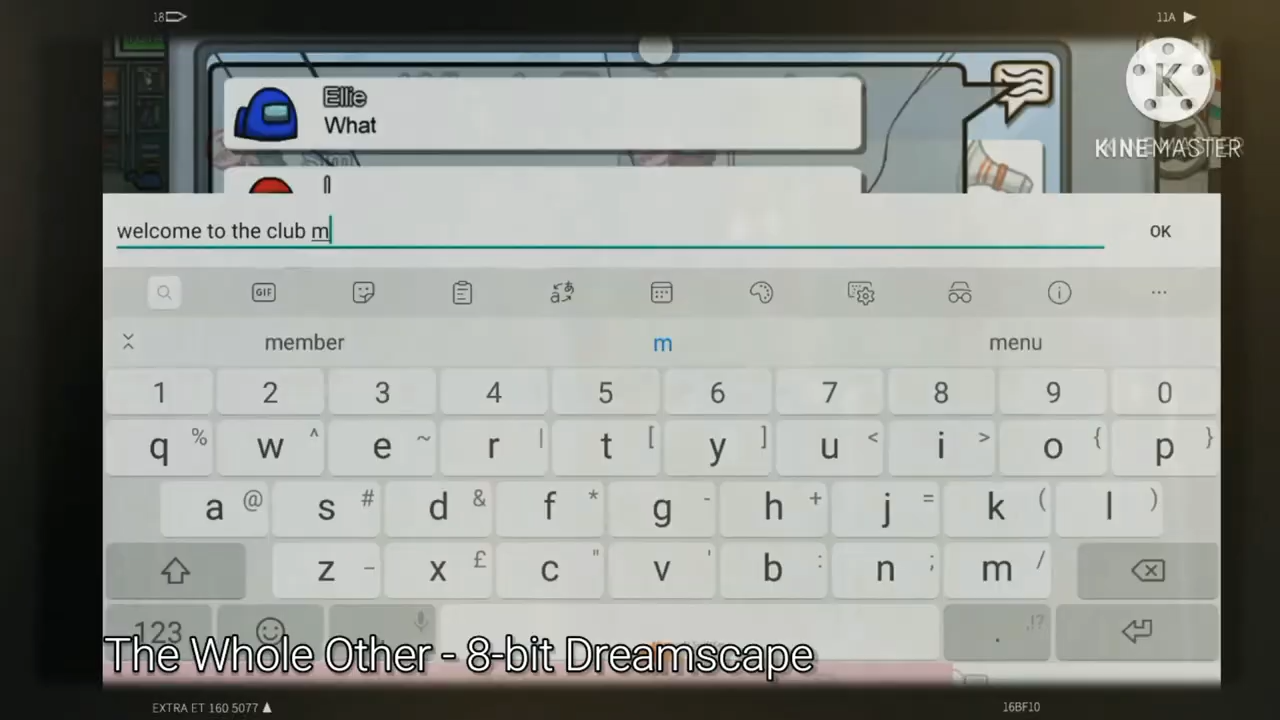 18
11A
Ellie
What
KINEMASTER
welcome to the club m
OK
GIF
member
m
menu
1 2 3 4 5 6 7 8 9 0
q % w ^ e ~ r | t [ y ] u < i > o { p }
a @ s # d & f * g - h + j = k ( l )
z _ x £ c " v ' b : n ; m /
123 , . ,!?
The Whole Other - 8-bit Dreamscape
EXTRA ET 160 5077
16BF10